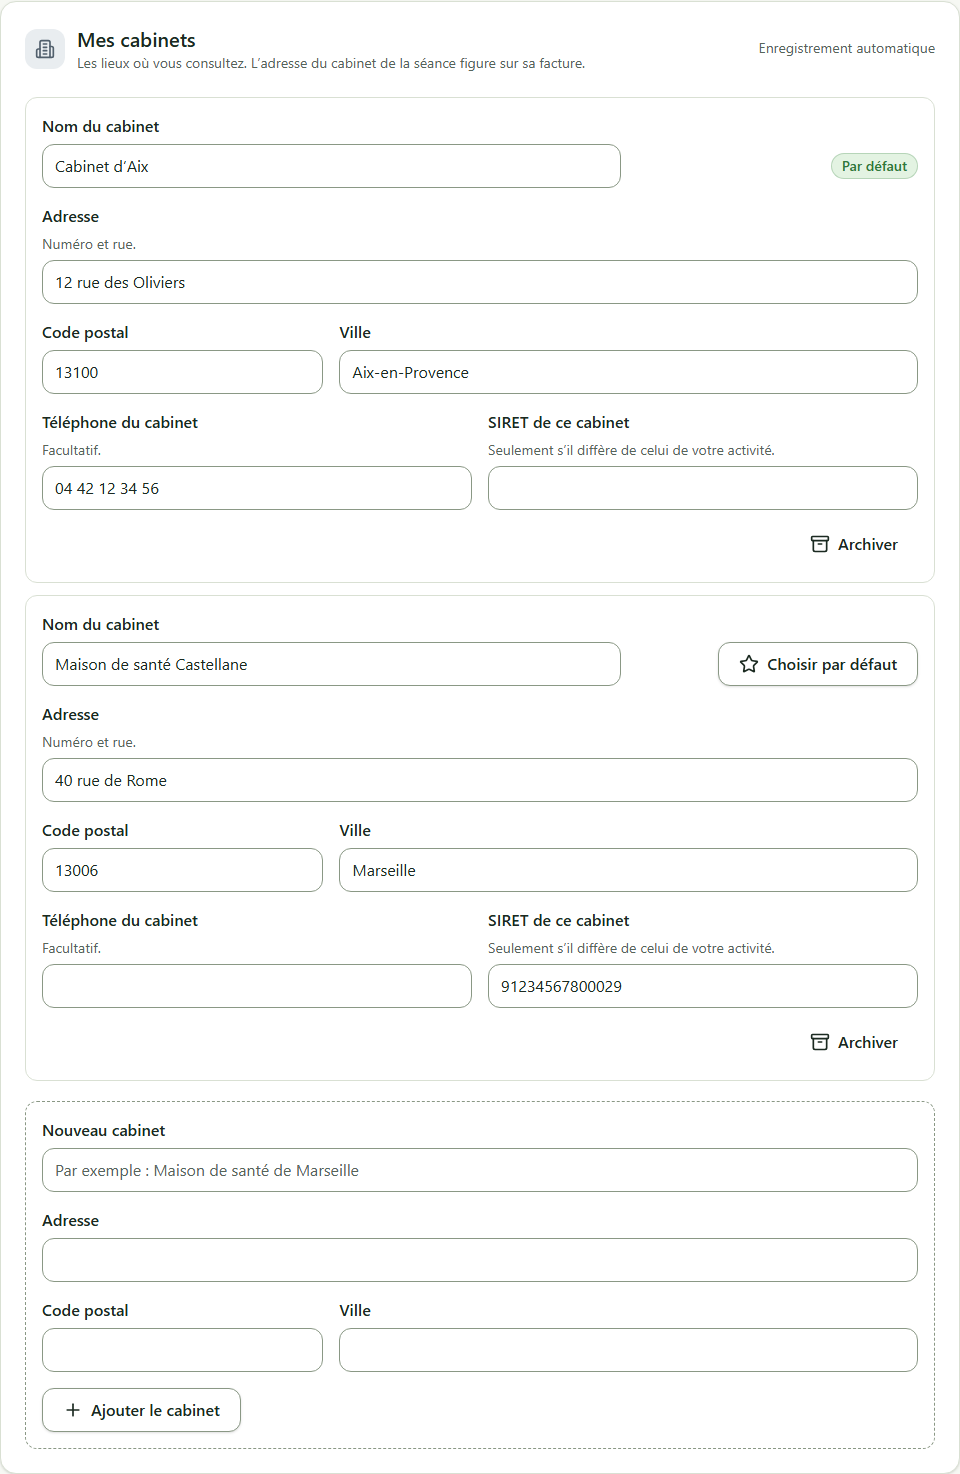 Mes cabinets
Les lieux où vous consultez. L’adresse du cabinet de la séance figure sur sa facture.
Enregistrement automatique
Nom du cabinet
Cabinet d’Aix
Par défaut
Adresse
Numéro et rue.
12 rue des Oliviers
Code postal
Ville
13100
Aix-en-Provence
Téléphone du cabinet
SIRET de ce cabinet
Facultatif.
Seulement s’il diffère de celui de votre activité.
04 42 12 34 56
Archiver
Nom du cabinet
Maison de santé Castellane
Choisir par défaut
Adresse
Numéro et rue.
40 rue de Rome
Code postal
Ville
13006
Marseille
Téléphone du cabinet
SIRET de ce cabinet
Facultatif.
Seulement s’il diffère de celui de votre activité.
91234567800029
Archiver
Nouveau cabinet
Par exemple : Maison de santé de Marseille
Adresse
Code postal
Ville
Ajouter le cabinet